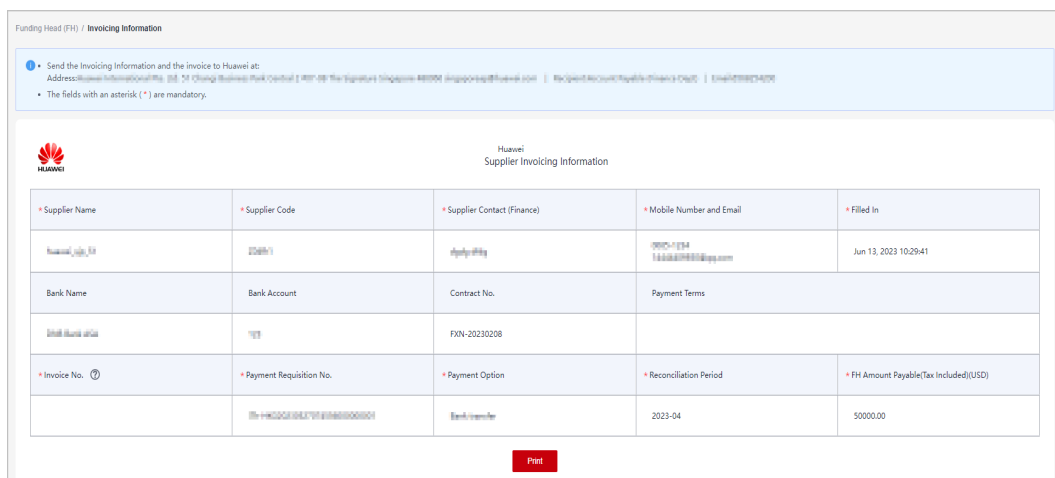 Funding Head (FH) / Invoicing Information
• Send the Invoicing Information and the invoice to Huawei at:
Address:
• The fields with an asterisk ( * ) are mandatory.
HUAWEI
Huawei
Supplier Invoicing Information
* Supplier Name * Supplier Code * Supplier Contact (Finance) * Mobile Number and Email * Filled In
Jun 13, 2023 10:29:41
Bank Name Bank Account Contract No. Payment Terms
FXN-20230208
* Invoice No. ? * Payment Requisition No. * Payment Option * Reconciliation Period * FH Amount Payable(Tax Included)(USD)
2023-04 50000.00
Print